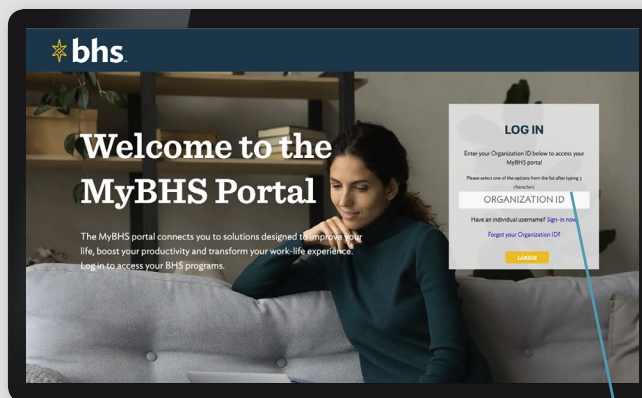 bhs
Welcome to the
MyBHS Portal
The MyBHS portal connects you to solutions designed to improve your
life, boost your productivity and transform your work-life experience.
Log in to access your BHS programs.
LOG IN
Enter your Organization ID below to access your
MyBHS portal
Please select one of the options from the list after typing 3
characters.
ORGANIZATION ID
Have an individual username? Sign-in now
Forgot your Organization ID?
LOGIN